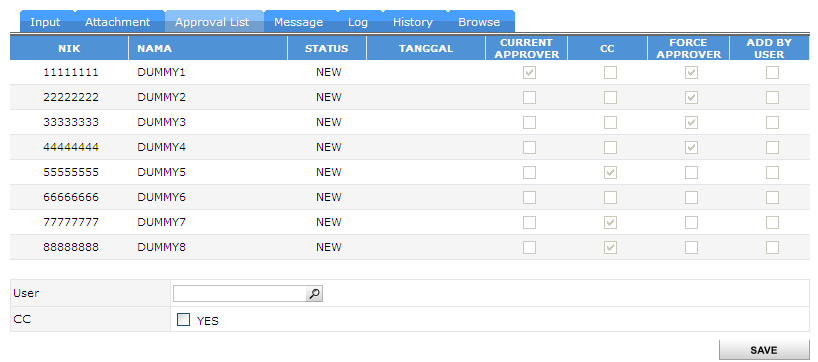 Input Attachment Approval List Message Log History Browse
NIK NAMA STATUS TANGGAL CURRENT APPROVER CC FORCE APPROVER ADD BY USER
11111111 DUMMY1 NEW
22222222 DUMMY2 NEW
33333333 DUMMY3 NEW
44444444 DUMMY4 NEW
55555555 DUMMY5 NEW
66666666 DUMMY6 NEW
77777777 DUMMY7 NEW
88888888 DUMMY8 NEW
User
CC YES
SAVE